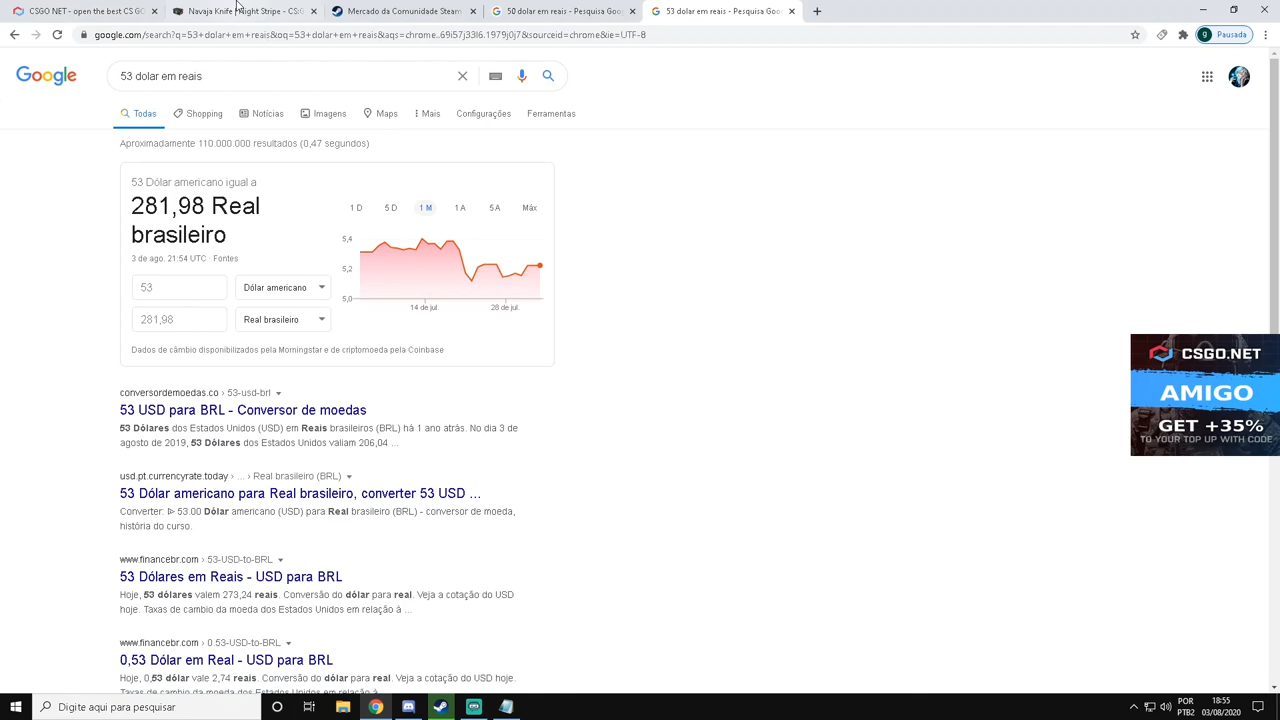 CSGO NET - open the best CS GO
Navaja Knife Night Stripe - CS:G
Mercado da Comunidade Steam
50 dolar em reais - Pesquisa Goo
53 dolar em reais - Pesquisa Goo
google.com/search?q=53+dolar+em+reais&oq=53+dolar+em+reais&aqs=chrome..69i57j33l6.1979j0j7&sourceid=chrome&ie=UTF-8
g Pausada
Google
53 dolar em reais
Todas Shopping Notícias Imagens Maps Mais Configurações Ferramentas
Aproximadamente 110.000.000 resultados (0,47 segundos)
53 Dólar americano igual a
281,98 Real
brasileiro
3 de ago. 21:54 UTC · Fontes
53 Dólar americano
281,98 Real brasileiro
1 D 5 D 1 M 1 A 5 A Máx
5,4
5,2
5,0
14 de jul. 28 de jul.
Dados de câmbio disponibilizados pela Morningstar e de criptomoeda pela Coinbase
conversordemoedas.co › 53-usd-brl
53 USD para BRL - Conversor de moedas
53 Dólares dos Estados Unidos (USD) em Reais brasileiros (BRL) há 1 ano atrás. No dia 3 de
agosto de 2019, 53 Dólares dos Estados Unidos valiam 206,04 ...
usd.pt.currencyrate.today › ... › Real brasileiro (BRL)
53 Dólar americano para Real brasileiro, converter 53 USD ...
Converter: ᐈ 53.00 Dólar americano (USD) para Real brasileiro (BRL) - conversor de moeda,
história do curso.
www.financebr.com › 53-USD-to-BRL
53 Dólares em Reais - USD para BRL
Hoje, 53 dólares valem 273,24 reais. Conversão do dólar para real. Veja a cotação do USD
hoje. Taxas de cambio da moeda dos Estados Unidos em relação à ...
www.financebr.com › 0.53-USD-to-BRL
0,53 Dólar em Real - USD para BRL
Hoje, 0,53 dólar vale 2,74 reais. Conversão do dólar para real. Veja a cotação do USD hoje.
Taxas de cambio da moeda dos Estados Unidos em relação à
CSGO.NET
AMIGO
GET +35%
TO YOUR TOP UP WITH CODE
Digite aqui para pesquisar
POR
PTB2
18:55
03/08/2020